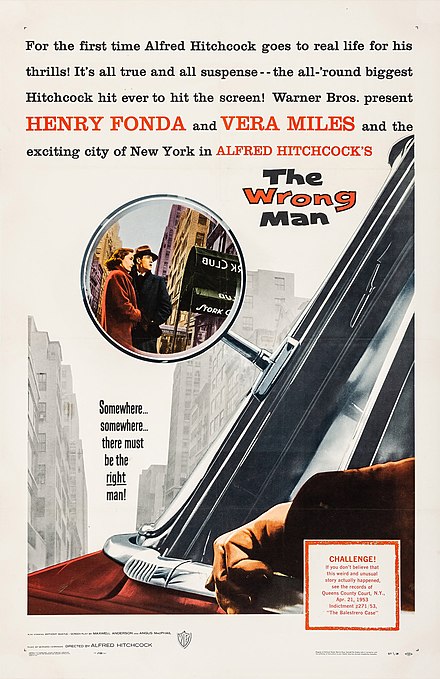 For the first time Alfred Hitchcock goes to real life for his
thrills! It's all true and all suspense--the all-'round biggest
Hitchcock hit ever to hit the screen! Warner Bros. present
HENRY FONDA and VERA MILES and the
exciting city of New York in ALFRED HITCHCOCK'S
The
Wrong
Man
K CLUB
STORK C
Somewhere...
somewhere...
there must
be the
right
man!
CHALLENGE!
If you don't believe that
this weird and unusual
story actually happened,
see the records of
Queens County Court, N.Y.,
Apr. 21, 1953
Indictment #271/53,
"The Balestrero Case"
MAXWELL ANDERSON AND ANGUS MacPHAIL
DIRECTED BY ALFRED HITCHCOCK
WB